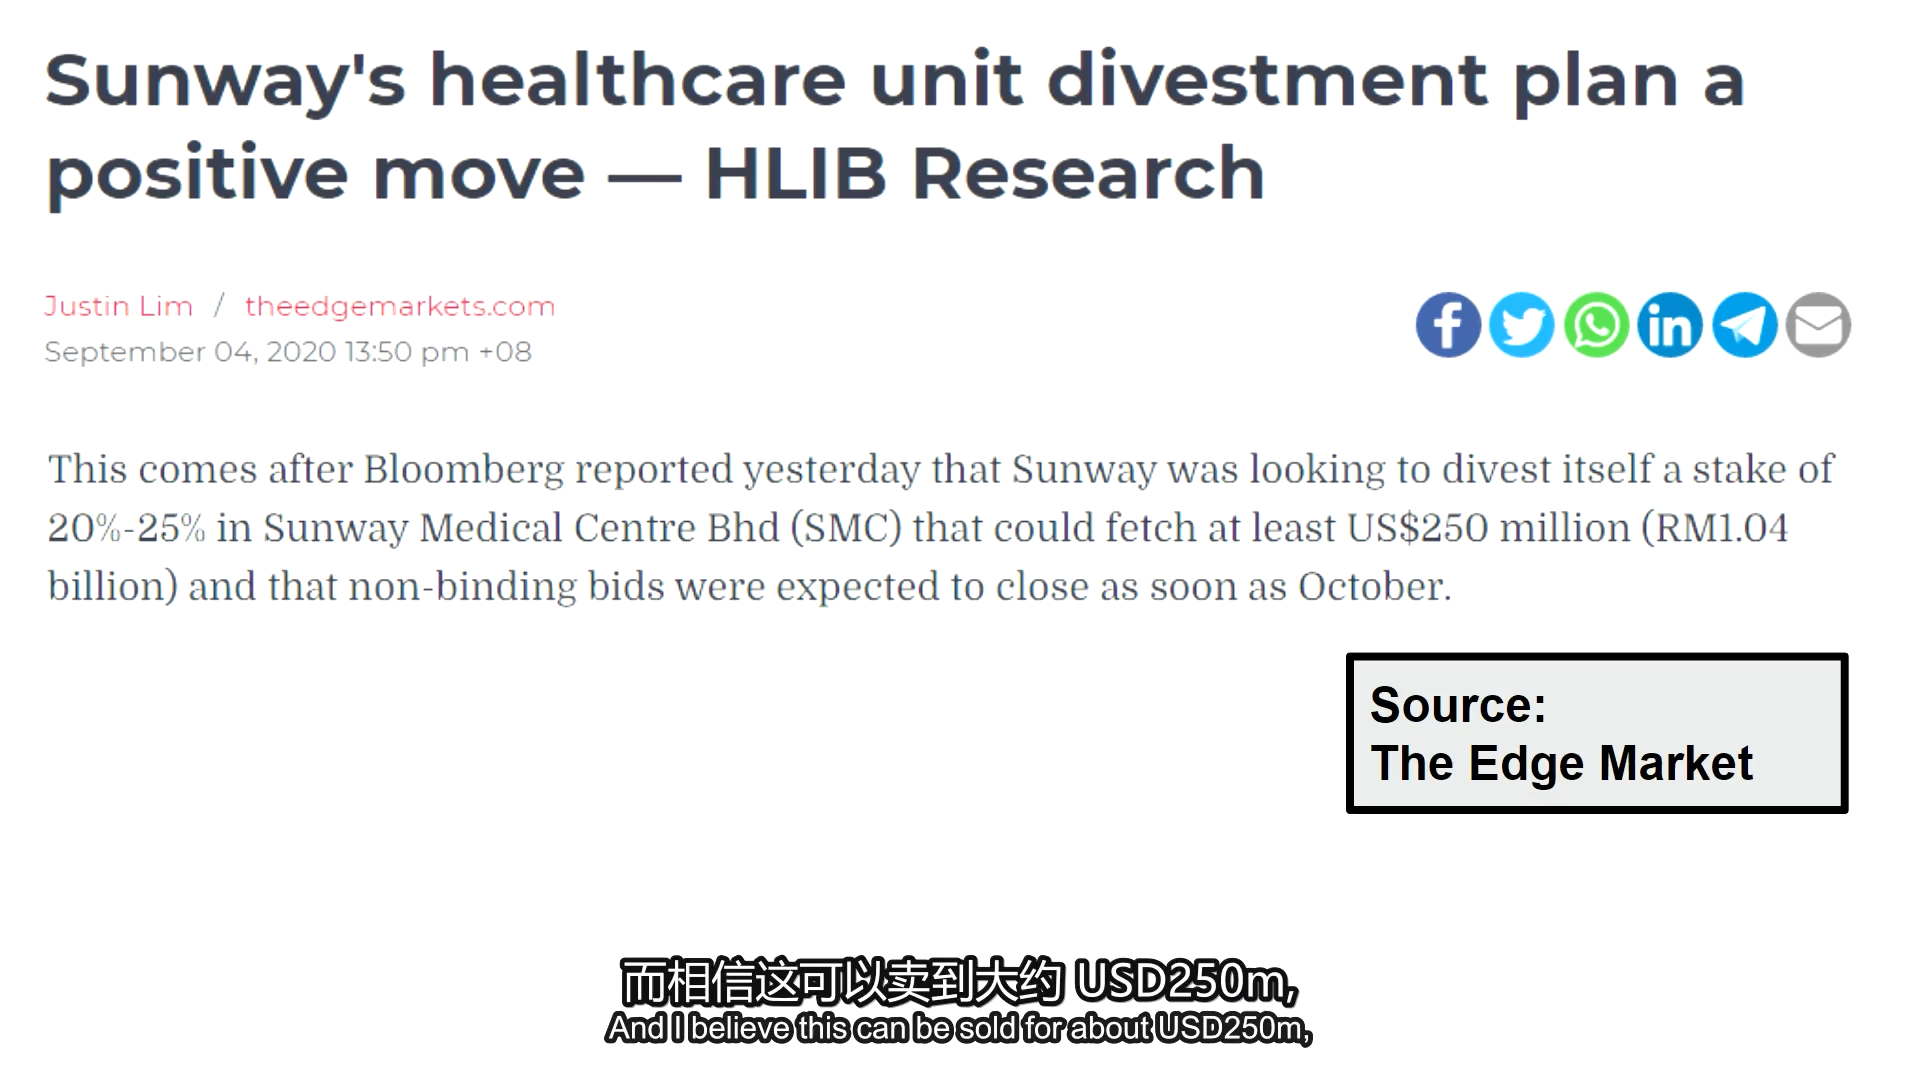 Sunway's healthcare unit divestment plan a
positive move — HLIB Research
Justin Lim / theedgemarkets.com
September 04, 2020 13:50 pm +08
This comes after Bloomberg reported yesterday that Sunway was looking to divest itself a stake of
20%-25% in Sunway Medical Centre Bhd (SMC) that could fetch at least US$250 million (RM1.04
billion) and that non-binding bids were expected to close as soon as October.
Source:
The Edge Market
而相信这可以卖到大约 USD250m,
And I believe this can be sold for about USD250m,